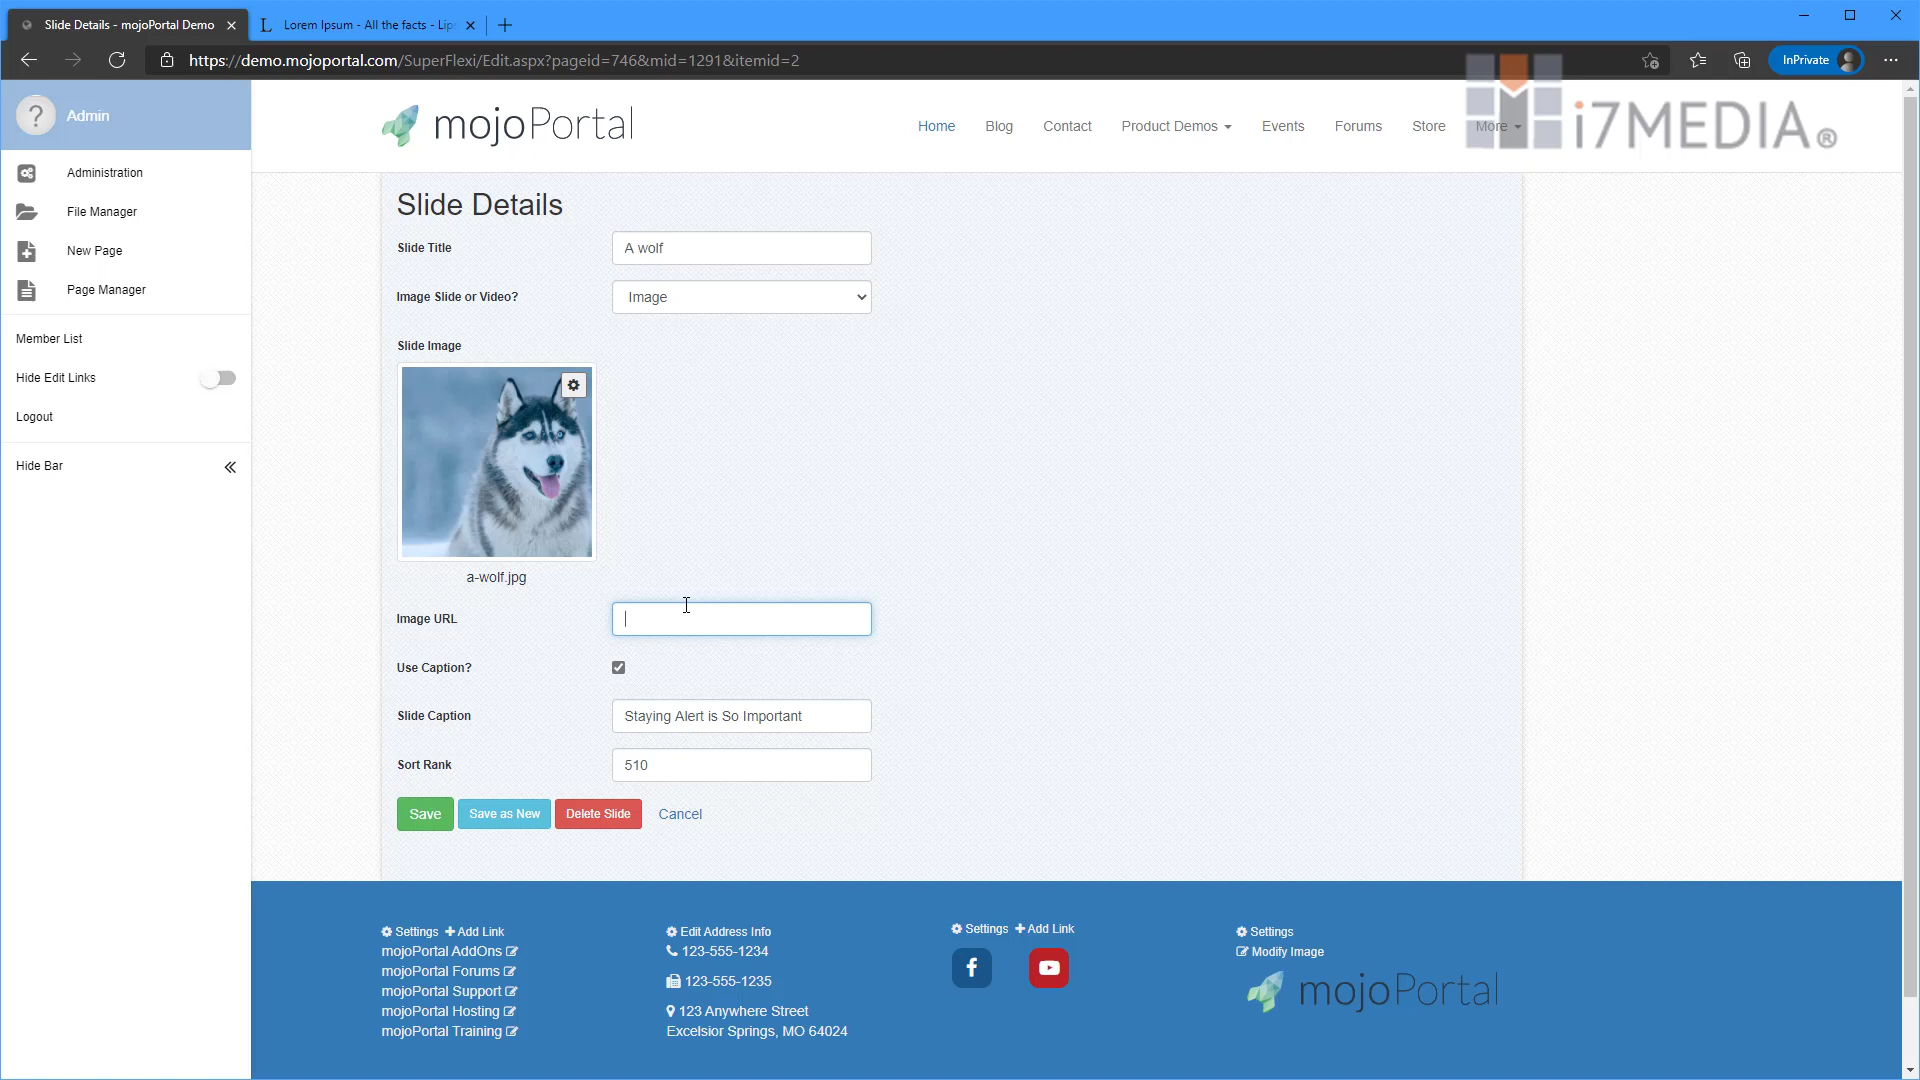 Slide Details - mojoPortal Demo
Lorem Ipsum - All the facts - Lip
https://demo.mojoportal.com/SuperFlexi/Edit.aspx?pageid=746&mid=1291&itemid=2
InPrivate
? Admin
Administration
File Manager
New Page
Page Manager
Member List
Hide Edit Links
Logout
Hide Bar
mojoPortal
Home Blog Contact Product Demos Events Forums Store More
i7MEDIA®
Slide Details
Slide Title A wolf
Image Slide or Video? Image
Slide Image
a-wolf.jpg
Image URL
Use Caption?
Slide Caption Staying Alert is So Important
Sort Rank 510
Save Save as New Delete Slide Cancel
Settings Add Link
mojoPortal AddOns
mojoPortal Forums
mojoPortal Support
mojoPortal Hosting
mojoPortal Training
Edit Address Info
123-555-1234
123-555-1235
123 Anywhere Street
Excelsior Springs, MO 64024
Settings Add Link
Settings
Modify Image
mojoPortal